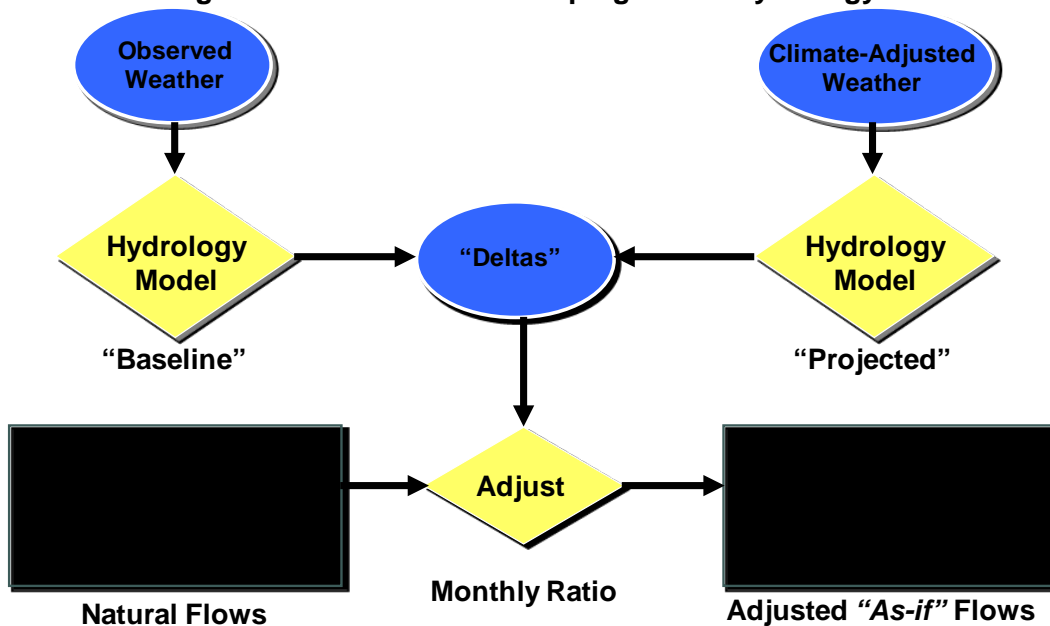 Observed
Weather
Climate-Adjusted
Weather
Hydrology
Model
“Deltas”
Hydrology
Model
“Baseline”
“Projected”
Adjust
Monthly Ratio
Natural Flows
Adjusted “As-if” Flows